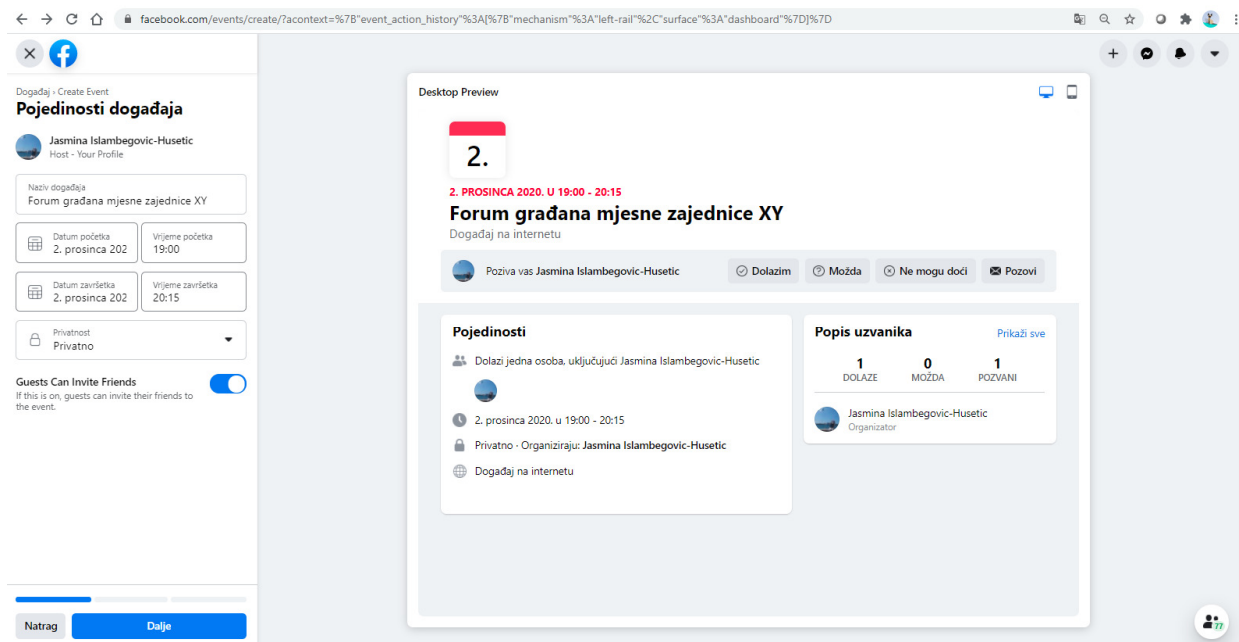 facebook.com/events/create/?acontext=%7B"event_action_history"%3A[%7B"mechanism"%3A"left-rail"%2C"surface"%3A"dashboard"%7D]%7D
Događaj › Create Event
Pojedinosti događaja
Jasmina Islambegovic-Husetic
Host - Your Profile
Naziv događaja
Forum građana mjesne zajednice XY
Datum početka
2. prosinca 202
Vrijeme početka
19:00
Datum završetka
2. prosinca 202
Vrijeme završetka
20:15
Privatnost
Privatno
Guests Can Invite Friends
If this is on, guests can invite their friends to
the event.
Natrag
Dalje
Desktop Preview
2.
2. PROSINCA 2020. U 19:00 - 20:15
Forum građana mjesne zajednice XY
Događaj na internetu
Poziva vas Jasmina Islambegovic-Husetic
Dolazim
Možda
Ne mogu doći
Pozovi
Pojedinosti
Dolazi jedna osoba, uključujući Jasmina Islambegovic-Husetic
2. prosinca 2020. u 19:00 - 20:15
Privatno · Organiziraju: Jasmina Islambegovic-Husetic
Događaj na internetu
Popis uzvanika
Prikaži sve
1
DOLAZE
0
MOŽDA
1
POZVANI
Jasmina Islambegovic-Husetic
Organizator
77